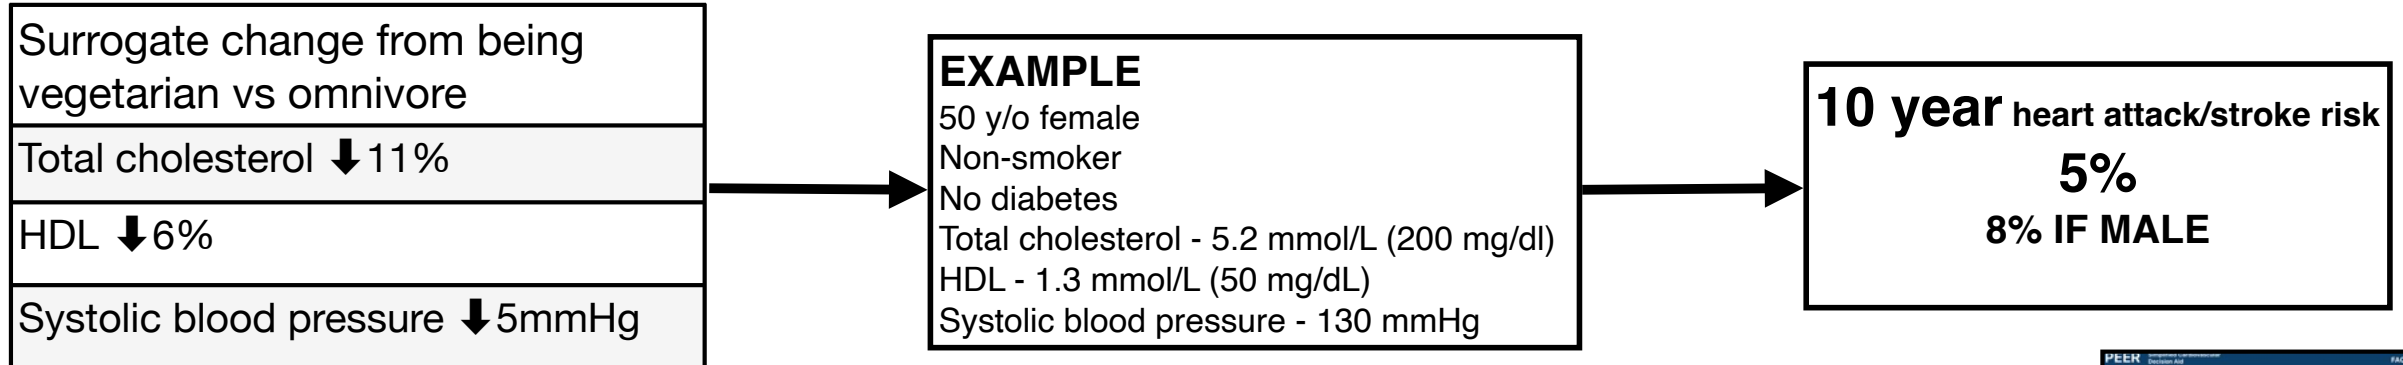 Surrogate change from being
vegetarian vs omnivore
Total cholesterol ⬇11%
HDL ⬇6%
Systolic blood pressure ⬇5mmHg
EXAMPLE
50 y/o female
Non-smoker
No diabetes
Total cholesterol - 5.2 mmol/L (200 mg/dl)
HDL - 1.3 mmol/L (50 mg/dL)
Systolic blood pressure - 130 mmHg
10 year heart attack/stroke risk
5%
8% IF MALE
PEER
Decision Aid